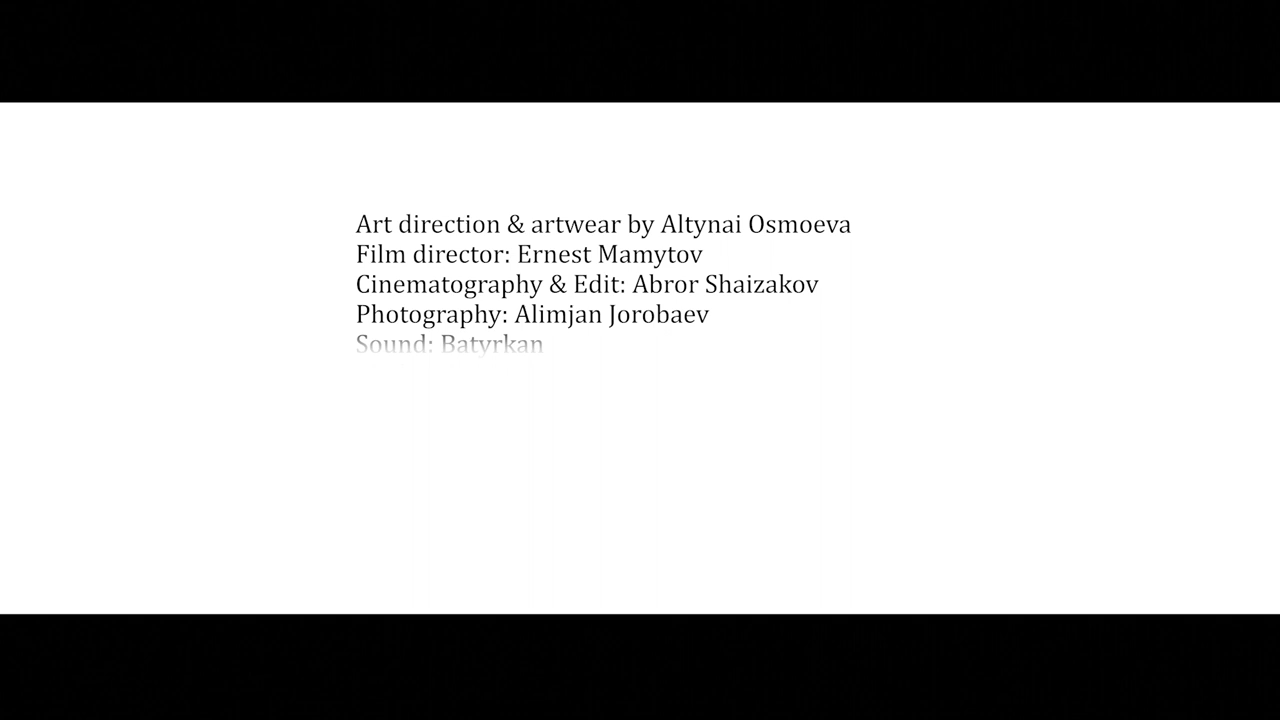 Art direction & artwear by Altynai Osmoeva
Film director: Ernest Mamytov
Cinematography & Edit: Abror Shaizakov
Photography: Alimjan Jorobaev
Sound: Batyrkan